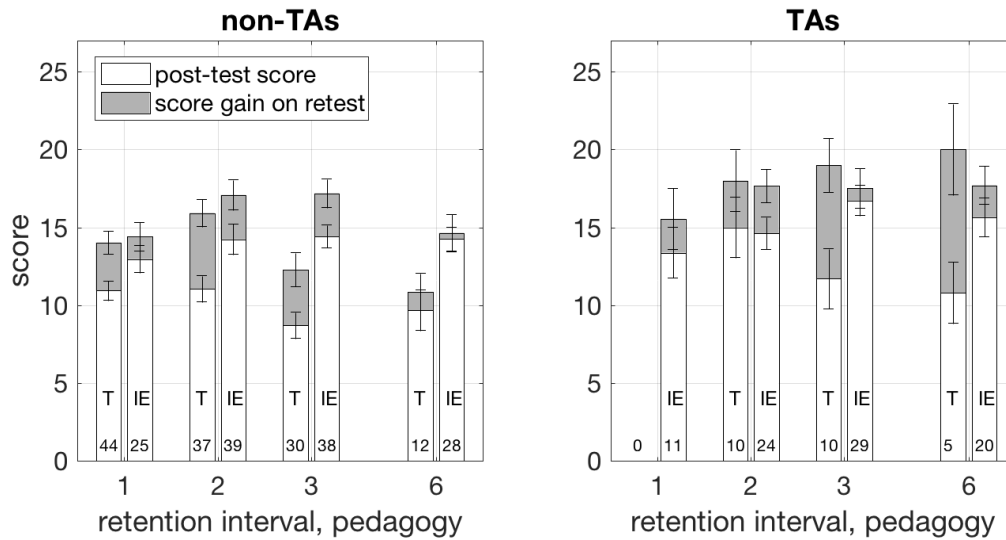 non-TAs
TAs
25
20
15
10
5
0
score
post-test score
score gain on retest
T IE T IE T IE T IE
44 25 37 39 30 38 12 28
1 2 3 6
retention interval, pedagogy
25
20
15
10
5
0
IE T IE T IE T IE
0 11 10 24 10 29 5 20
1 2 3 6
retention interval, pedagogy